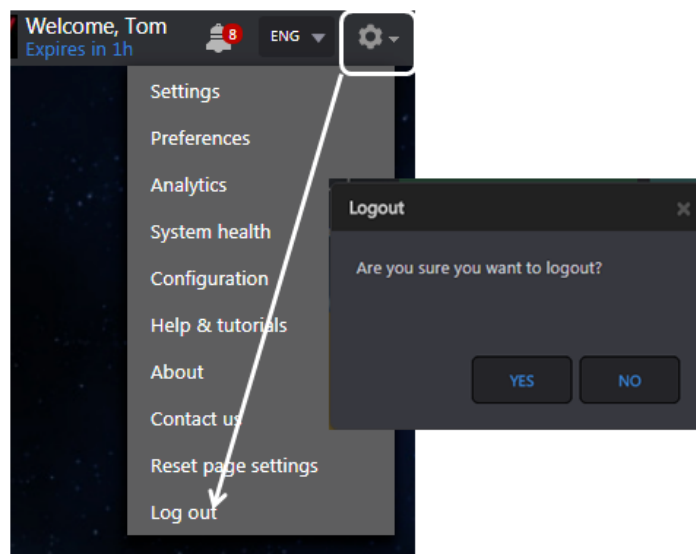 Welcome, Tom
Expires in 1h
8
ENG
Settings
Preferences
Analytics
System health
Configuration
Help & tutorials
About
Contact us
Reset page settings
Log out
Logout
Are you sure you want to logout?
YES
NO